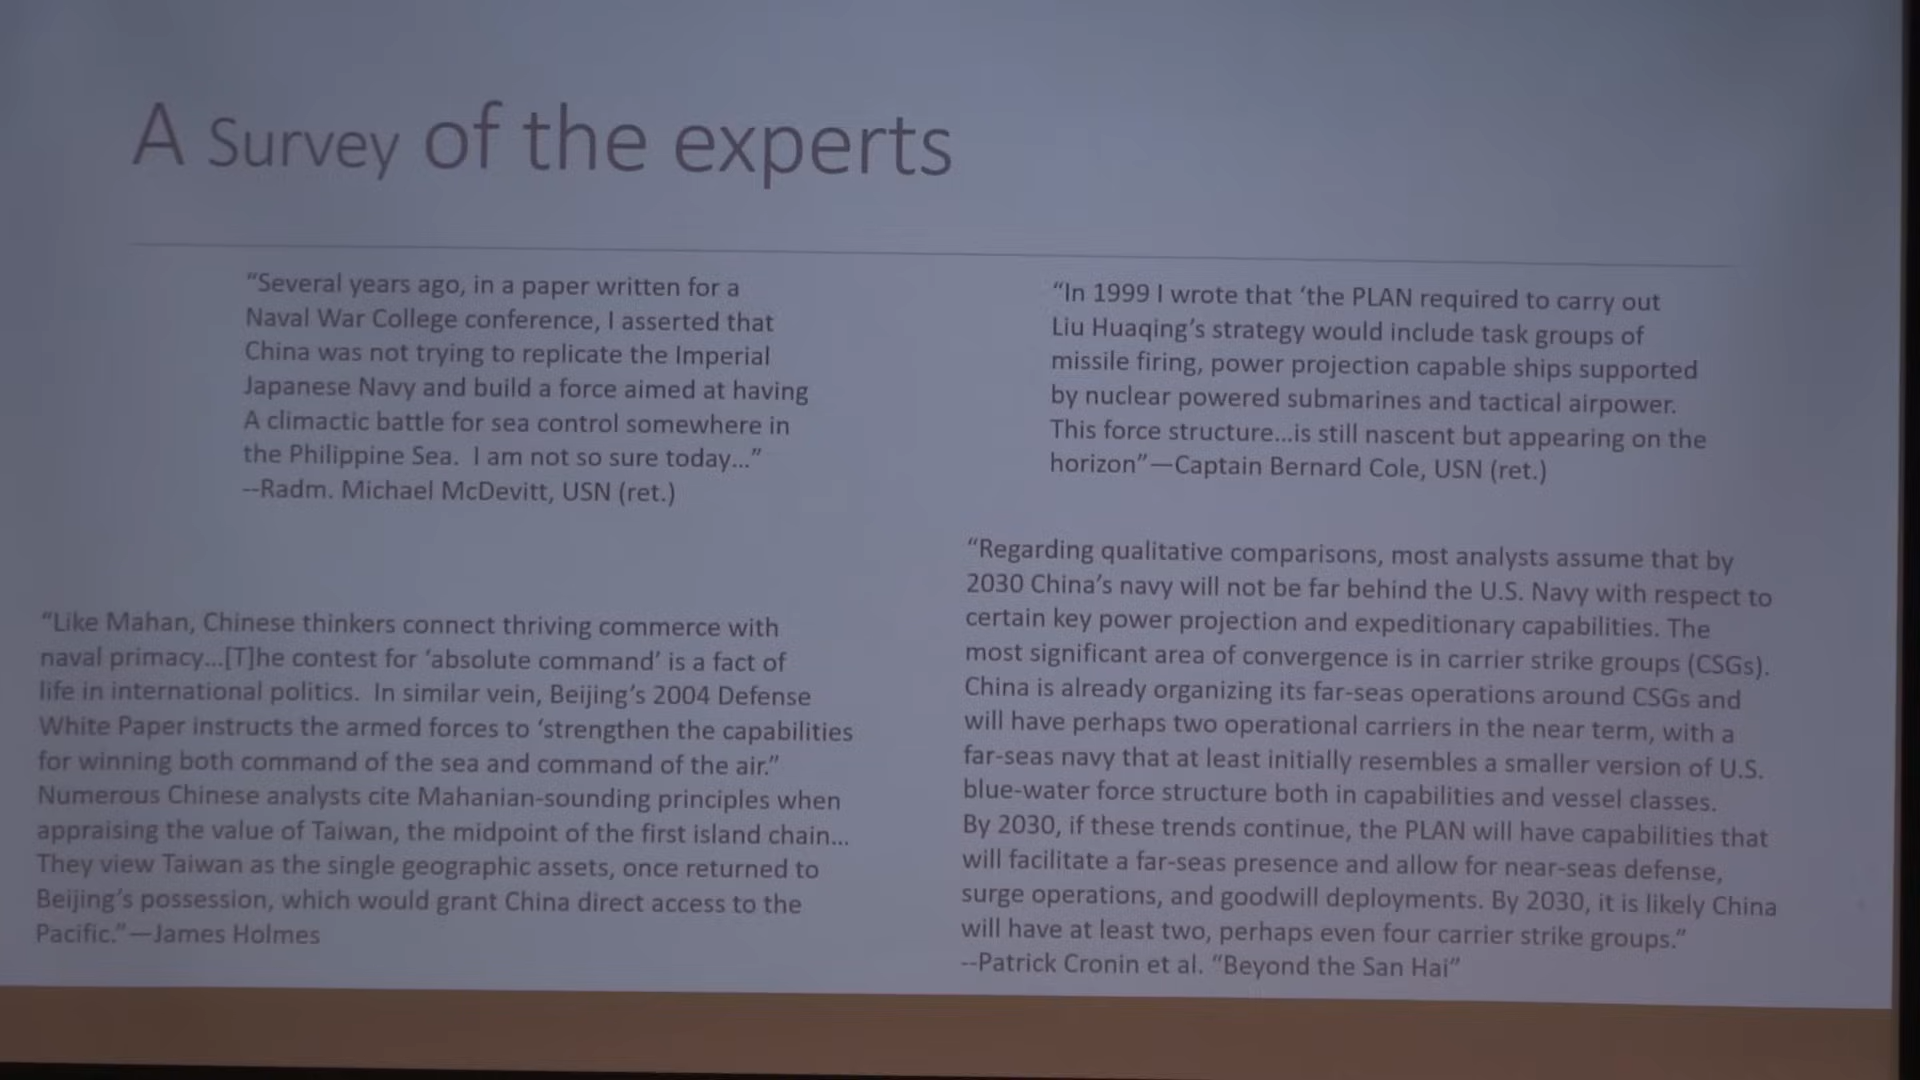 A Survey of the experts
“Several years ago, in a paper written for a
Naval War College conference, I asserted that
China was not trying to replicate the Imperial
Japanese Navy and build a force aimed at having
A climactic battle for sea control somewhere in
the Philippine Sea.  I am not so sure today…”
--Radm. Michael McDevitt, USN (ret.)
“In 1999 I wrote that ‘the PLAN required to carry out
Liu Huaqing’s strategy would include task groups of
missile firing, power projection capable ships supported
by nuclear powered submarines and tactical airpower.
This force structure…is still nascent but appearing on the
horizon”—Captain Bernard Cole, USN (ret.)
“Like Mahan, Chinese thinkers connect thriving commerce with
naval primacy…[T]he contest for ‘absolute command’ is a fact of
life in international politics.  In similar vein, Beijing’s 2004 Defense
White Paper instructs the armed forces to ‘strengthen the capabilities
for winning both command of the sea and command of the air.”
Numerous Chinese analysts cite Mahanian-sounding principles when
appraising the value of Taiwan, the midpoint of the first island chain…
They view Taiwan as the single geographic assets, once returned to
Beijing’s possession, which would grant China direct access to the
Pacific.”—James Holmes
“Regarding qualitative comparisons, most analysts assume that by
2030 China’s navy will not be far behind the U.S. Navy with respect to
certain key power projection and expeditionary capabilities. The
most significant area of convergence is in carrier strike groups (CSGs).
China is already organizing its far-seas operations around CSGs and
will have perhaps two operational carriers in the near term, with a
far-seas navy that at least initially resembles a smaller version of U.S.
blue-water force structure both in capabilities and vessel classes.
By 2030, if these trends continue, the PLAN will have capabilities that
will facilitate a far-seas presence and allow for near-seas defense,
surge operations, and goodwill deployments. By 2030, it is likely China
will have at least two, perhaps even four carrier strike groups.”
--Patrick Cronin et al. “Beyond the San Hai”